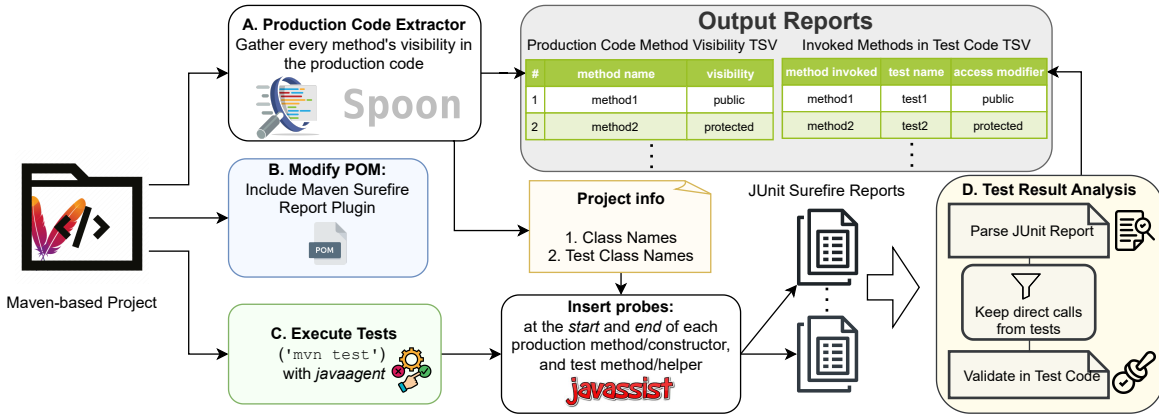 A. Production Code Extractor
Gather every method's visibility in
the production code
Spoon
Output Reports
Production Code Method Visibility TSV
# method name visibility
1 method1 public
2 method2 protected
Invoked Methods in Test Code TSV
method invoked test name access modifier
method1 test1 public
method2 test2 protected
</>
Maven-based Project
B. Modify POM:
Include Maven Surefire
Report Plugin
POM
Project info
1. Class Names
2. Test Class Names
C. Execute Tests
('mvn test')
with javaagent
Insert probes:
at the start and end of each
production method/constructor,
and test method/helper
javassist
JUnit Surefire Reports
D. Test Result Analysis
Parse JUnit Report
Keep direct calls
from tests
Validate in Test Code